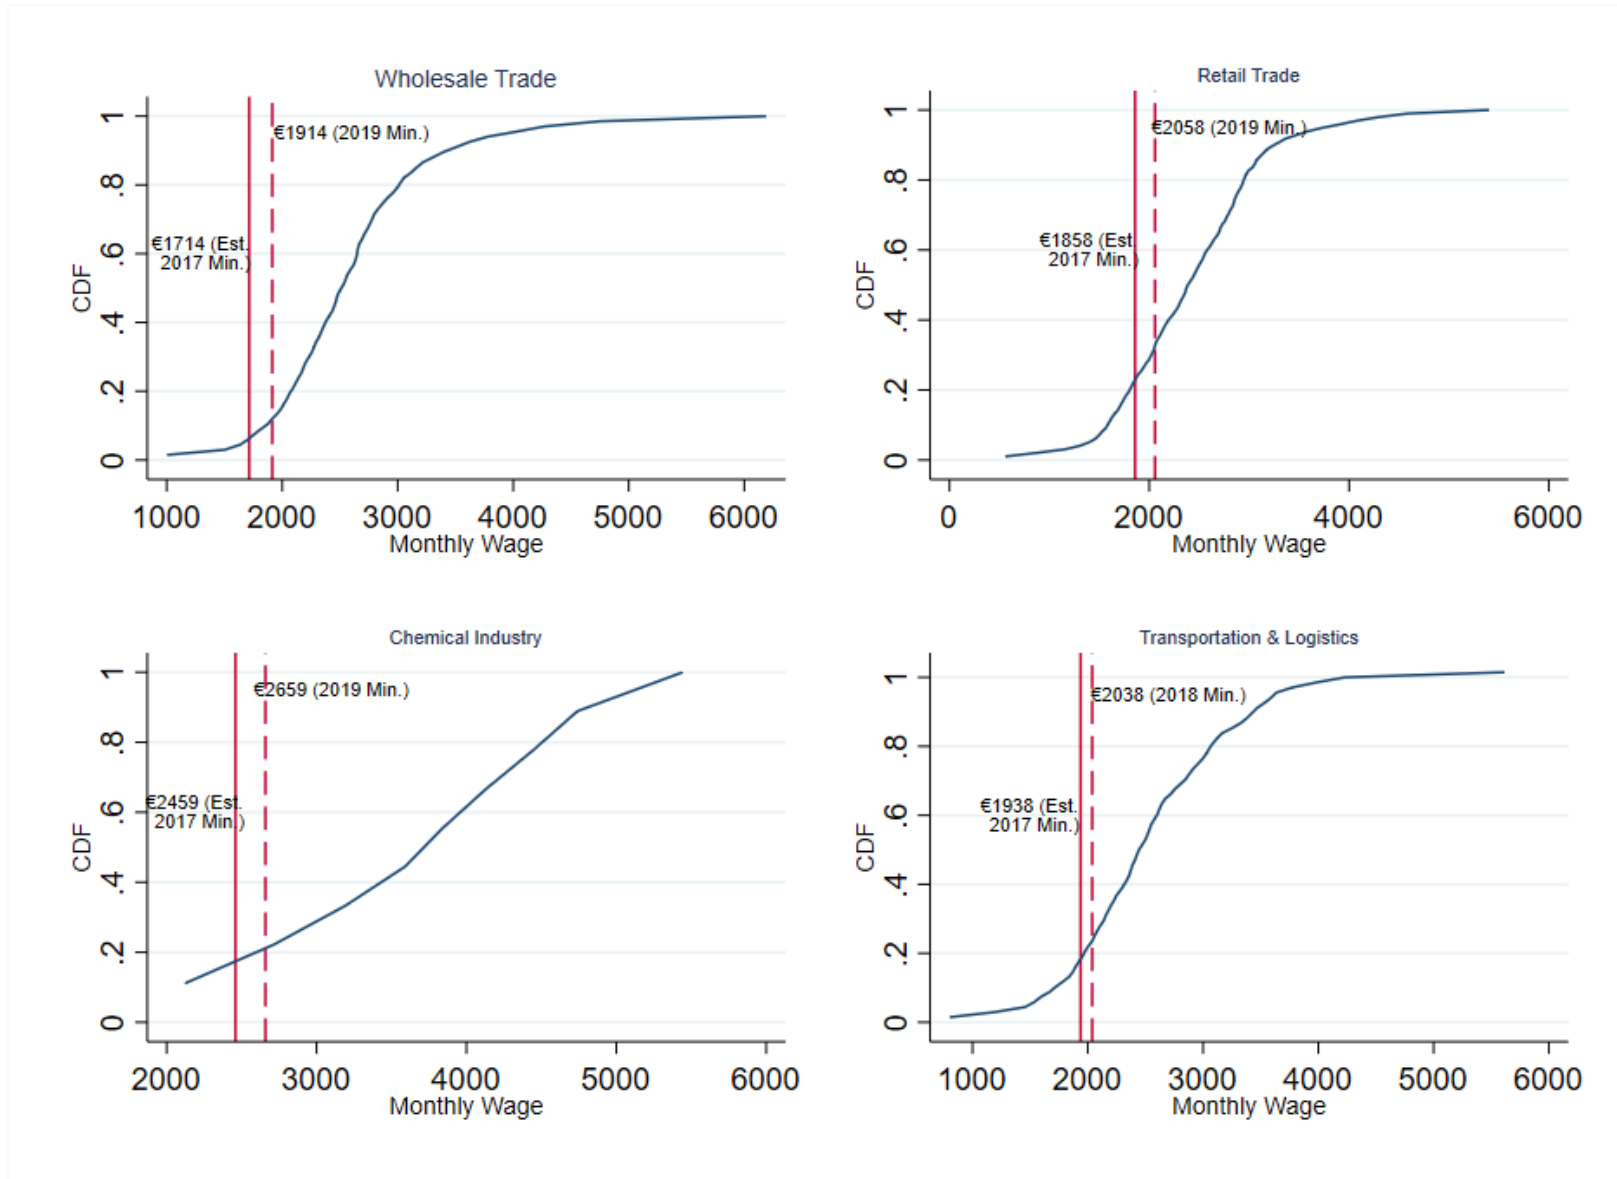 Wholesale Trade
CDF
1
.8
.6
.4
.2
0
€1914 (2019 Min.)
€1714 (Est.
2017 Min.)
1000 2000 3000 4000 5000 6000
Monthly Wage
Retail Trade
CDF
1
.8
.6
.4
.2
0
€2058 (2019 Min.)
€1858 (Est.
2017 Min.)
0 2000 4000 6000
Monthly Wage
Chemical Industry
CDF
1
.8
.6
.4
.2
0
€2659 (2019 Min.)
€2459 (Est.
2017 Min.)
2000 3000 4000 5000 6000
Monthly Wage
Transportation & Logistics
CDF
1
.8
.6
.4
.2
0
€2038 (2018 Min.)
€1938 (Est.
2017 Min.)
1000 2000 3000 4000 5000 6000
Monthly Wage